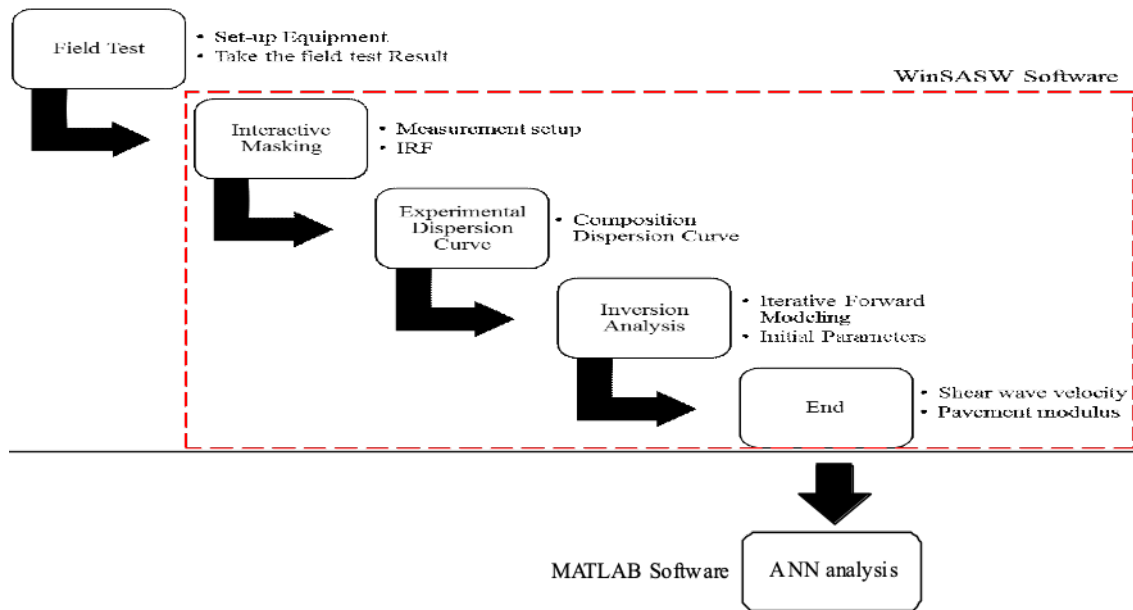 Field Test
• Set-up Equipment
• Take the field test Result
WinSASW Software
Interactive
Masking
• Measurement setup
• IRF
Experimental
Dispersion
Curve
• Composition
Dispersion Curve
Inversion
Analysis
• Iterative Forward
Modeling
• Initial Parameters
End
• Shear wave velocity
• Pavement modulus
MATLAB Software
ANN analysis